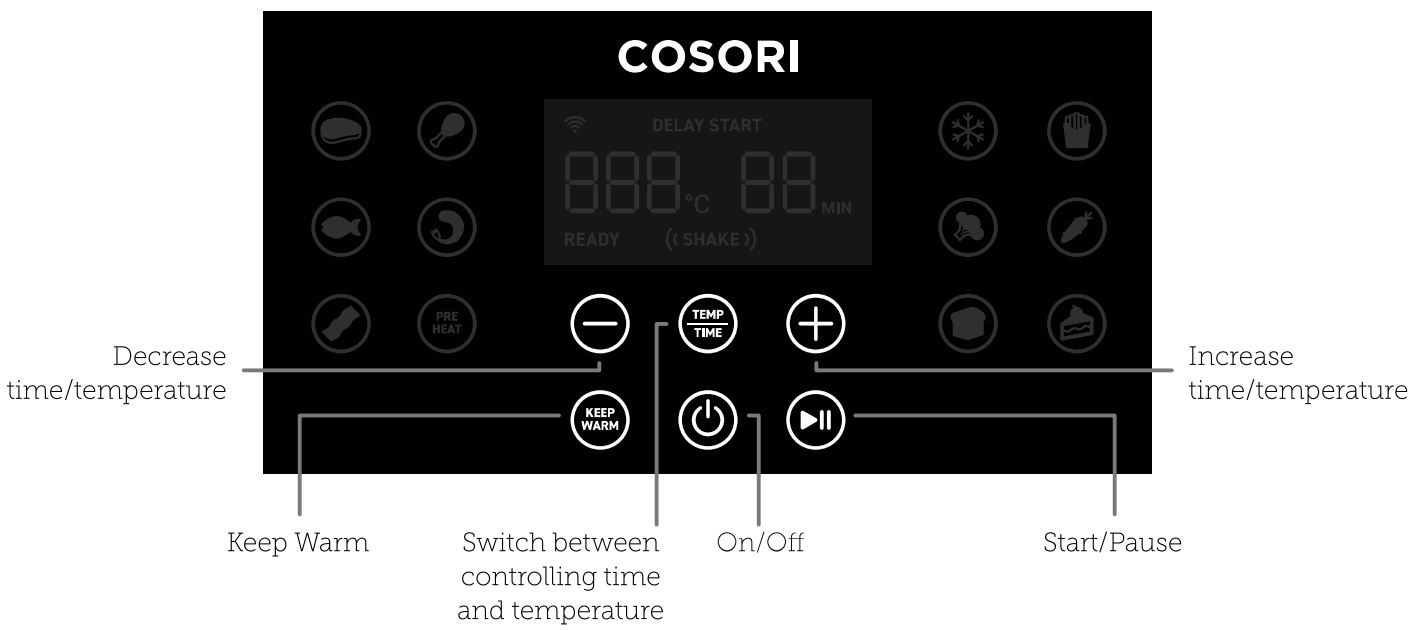 COSORI
DELAY START
888 °C 88 MIN
READY ((SHAKE))
PRE
HEAT
TEMP
TIME
Decrease
time/temperature
Increase
time/temperature
KEEP
WARM
Keep Warm
Switch between
controlling time
and temperature
On/Off
Start/Pause